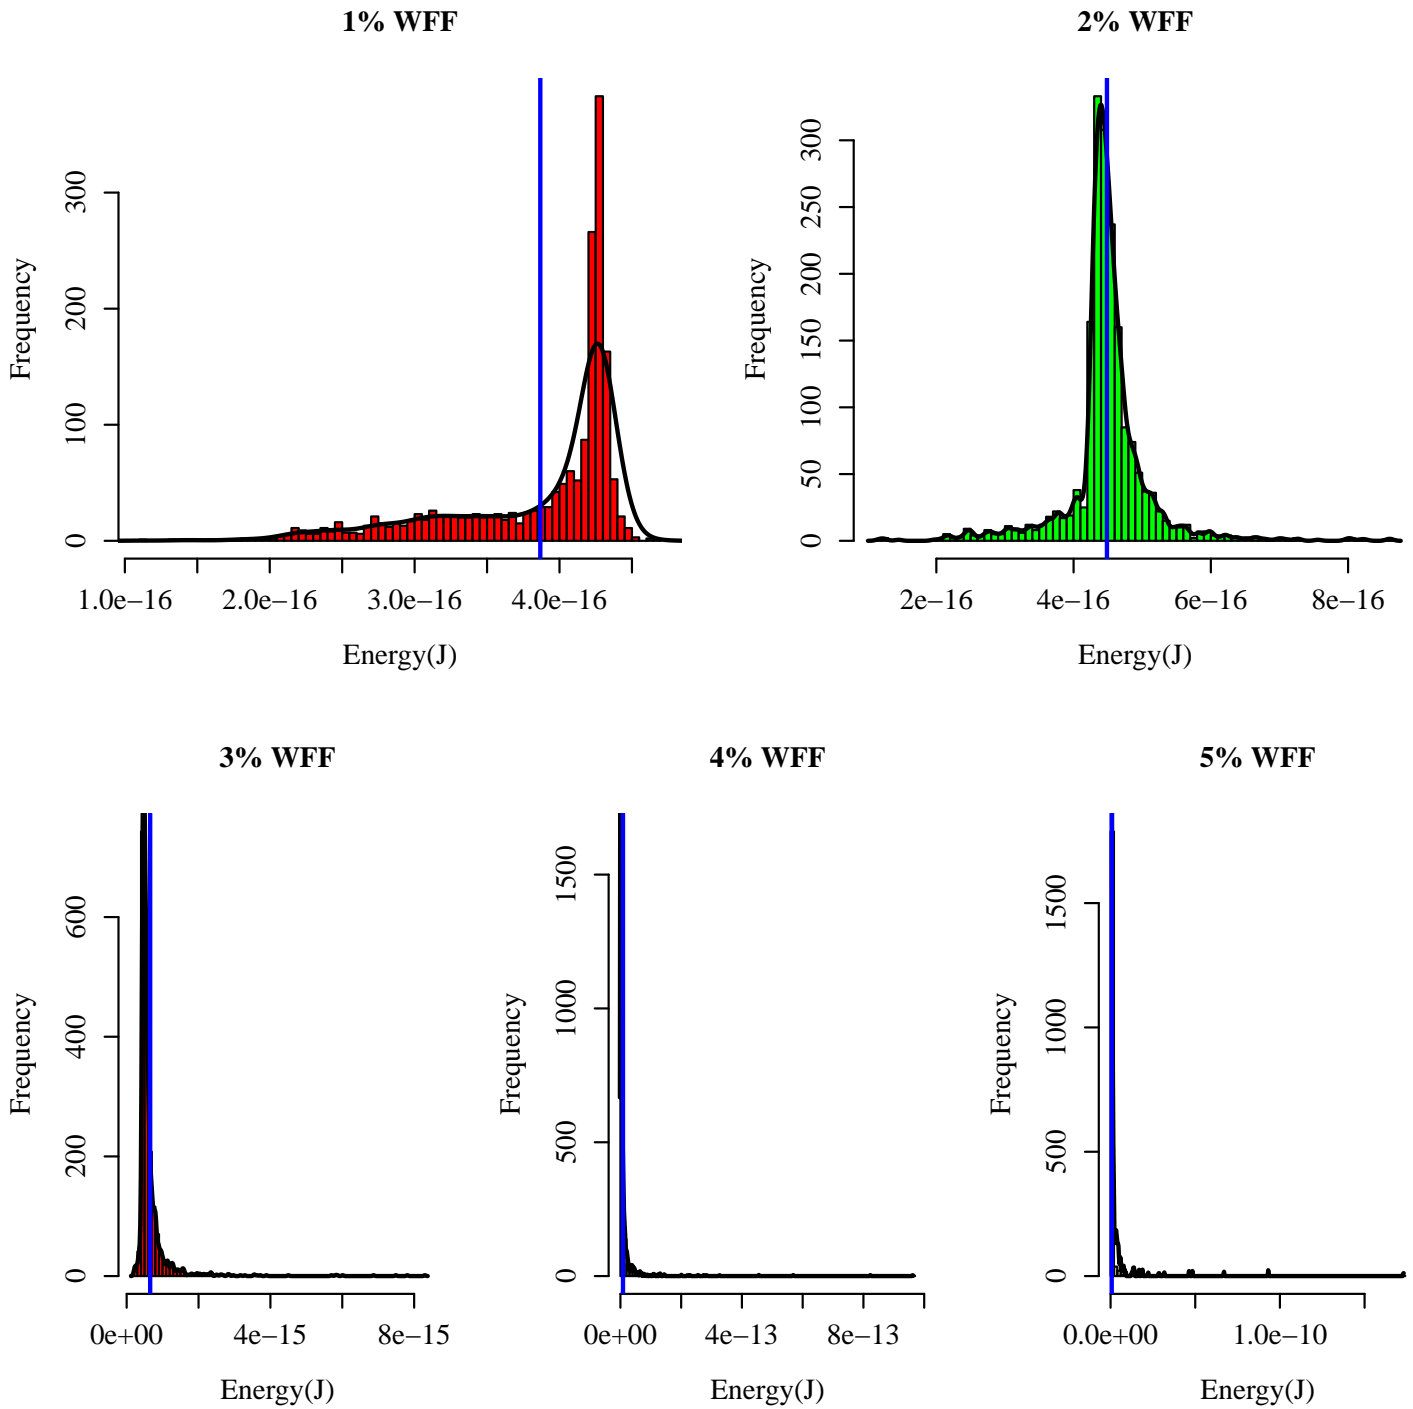 1% WFF
Frequency
0
100
200
300
1.0e−16 2.0e−16 3.0e−16 4.0e−16
Energy(J)
2% WFF
Frequency
0
50
100
150
200
250
300
2e−16 4e−16 6e−16 8e−16
Energy(J)
3% WFF
Frequency
0
200
400
600
0e+00 4e−15 8e−15
Energy(J)
4% WFF
Frequency
0
500
1000
1500
0e+00 4e−13 8e−13
Energy(J)
5% WFF
Frequency
0
500
1000
1500
0.0e+00 1.0e−10
Energy(J)